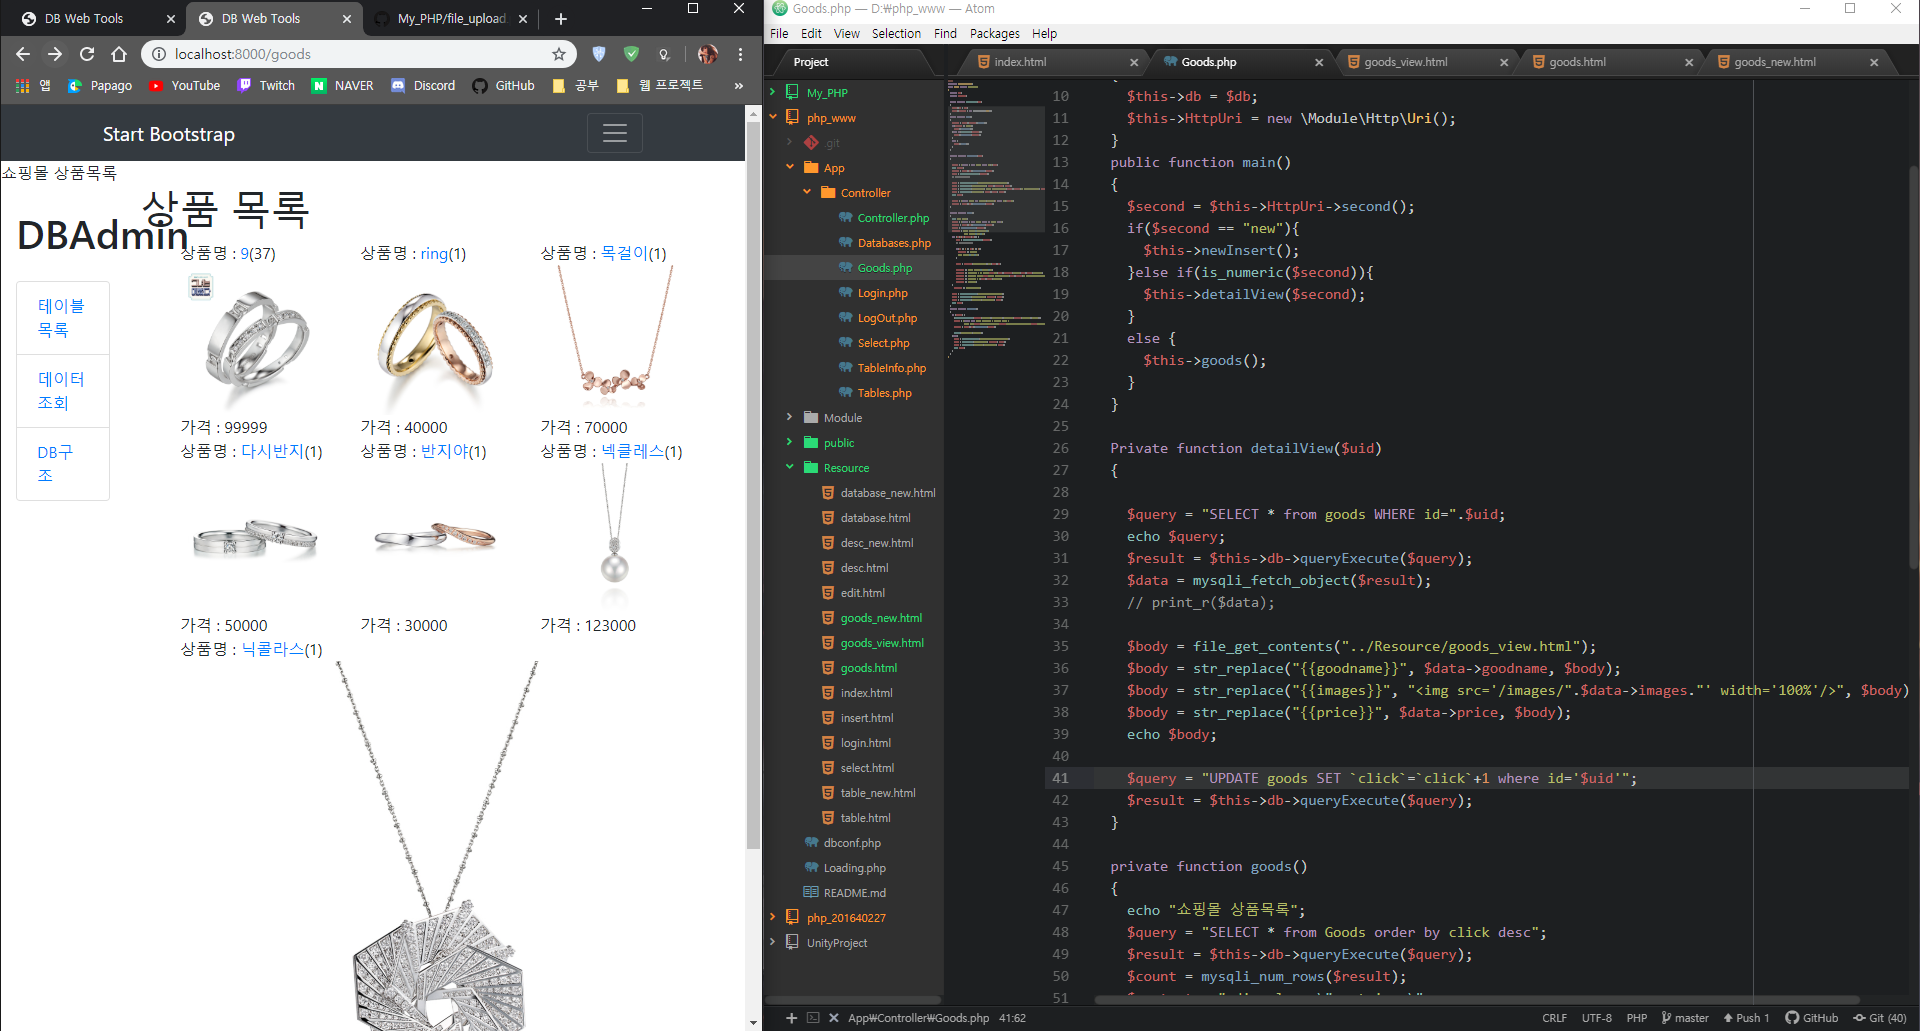 DB Web Tools
DB Web Tools
My_PHP/file_upload.
localhost:8000/goods
앱
Papago
YouTube
Twitch
NAVER
Discord
GitHub
공부
웹 프로젝트
»
Start Bootstrap
쇼핑몰 상품목록
상품 목록
DBAdmin
테이블
목록
데이터
조회
DB구
조
상품명 : 9(37)
상품명 : ring(1)
상품명 : 목걸이(1)
가격 : 99999
가격 : 40000
가격 : 70000
상품명 : 다시반지(1)
상품명 : 반지야(1)
상품명 : 넥클레스(1)
가격 : 50000
가격 : 30000
가격 : 123000
상품명 : 닉콜라스(1)
Goods.php — D:₩php_www — Atom
File Edit View Selection Find Packages Help
Project
My_PHP
php_www
.git
App
Controller
Controller.php
Databases.php
Goods.php
Login.php
LogOut.php
Select.php
TableInfo.php
Tables.php
Module
public
Resource
database_new.html
database.html
desc_new.html
desc.html
edit.html
goods_new.html
goods_view.html
goods.html
index.html
insert.html
login.html
select.html
table_new.html
table.html
dbconf.php
Loading.php
README.md
php_201640227
UnityProject
index.html
Goods.php
goods_view.html
goods.html
goods_new.html
10 $this->db = $db;
11 $this->HttpUri = new \Module\Http\Uri();
12 }
13 public function main()
14 {
15 $second = $this->HttpUri->second();
16 if($second == "new"){
17 $this->newInsert();
18 }else if(is_numeric($second)){
19 $this->detailView($second);
20 }
21 else {
22 $this->goods();
23 }
24 }
25
26 Private function detailView($uid)
27 {
28
29 $query = "SELECT * from goods WHERE id=".$uid;
30 echo $query;
31 $result = $this->db->queryExecute($query);
32 $data = mysqli_fetch_object($result);
33 // print_r($data);
34
35 $body = file_get_contents("../Resource/goods_view.html");
36 $body = str_replace("{{goodname}}", $data->goodname, $body);
37 $body = str_replace("{{images}}", "<img src='/images/".$data->images."' width='100%'/>", $body)
38 $body = str_replace("{{price}}", $data->price, $body);
39 echo $body;
40
41 $query = "UPDATE goods SET `click`=`click`+1 where id='$uid'";
42 $result = $this->db->queryExecute($query);
43 }
44
45 private function goods()
46 {
47 echo "쇼핑몰 상품목록";
48 $query = "SELECT * from Goods order by click desc";
49 $result = $this->db->queryExecute($query);
50 $count = mysqli_num_rows($result);
51
App₩Controller₩Goods.php 41:62
CRLF UTF-8 PHP master Push 1 GitHub Git (40)